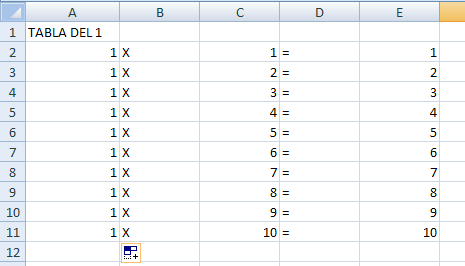 A B C D E
1 TABLA DEL 1
2 1 X 1 = 1
3 1 X 2 = 2
4 1 X 3 = 3
5 1 X 4 = 4
6 1 X 5 = 5
7 1 X 6 = 6
8 1 X 7 = 7
9 1 X 8 = 8
10 1 X 9 = 9
11 1 X 10 = 10
12